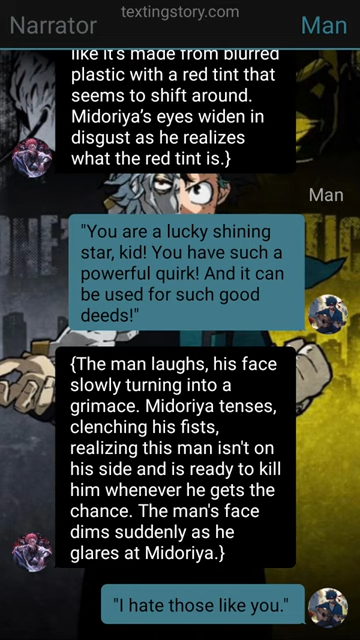 textingstory.com
Narrator
Man
like it's made from blurred
plastic with a red tint that
seems to shift around.
Midoriya's eyes widen in
disgust as he realizes
what the red tint is.}
Man
"You are a lucky shining
star, kid! You have such a
powerful quirk! And it can
be used for such good
deeds!"
{The man laughs, his face
slowly turning into a
grimace. Midoriya tenses,
clenching his fists,
realizing this man isn't on
his side and is ready to kill
him whenever he gets the
chance. The man's face
dims suddenly as he
glares at Midoriya.}
"I hate those like you."